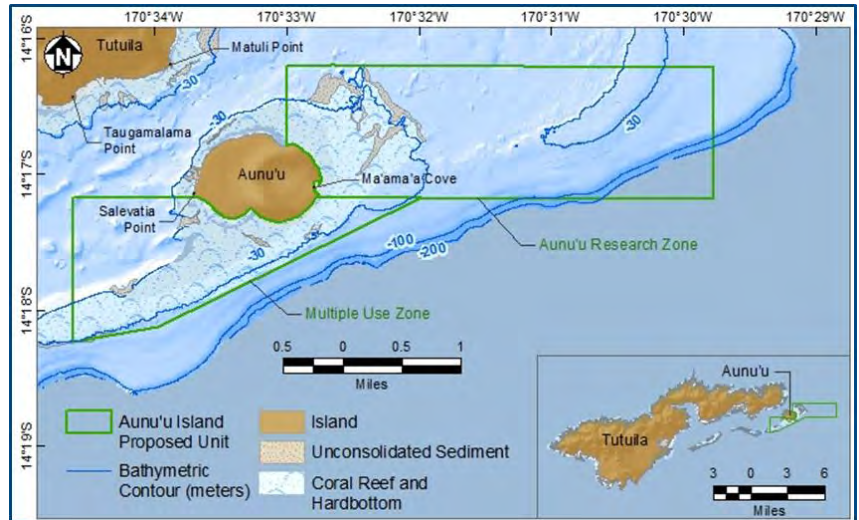 170°34'W
170°33'W
170°32'W
170°31'W
170°30'W
170°29'W
14°16'S
14°17'S
14°18'S
14°19'S
Tutuila
Matuli Point
N
-30
-30
-30
Taugamalama
Point
Aunu'u
Ma'ama'a Cove
Salevatia
Point
-100
-200
Aunu'u Research Zone
-30
Multiple Use Zone
0.5 0 0.5 1
Miles
Aunu'u Island
Proposed Unit
Bathymetric
Contour (meters)
Island
Unconsolidated Sediment
Coral Reef and
Hardbottom
Aunu'u
Tutuila
3 0 3 6
Miles